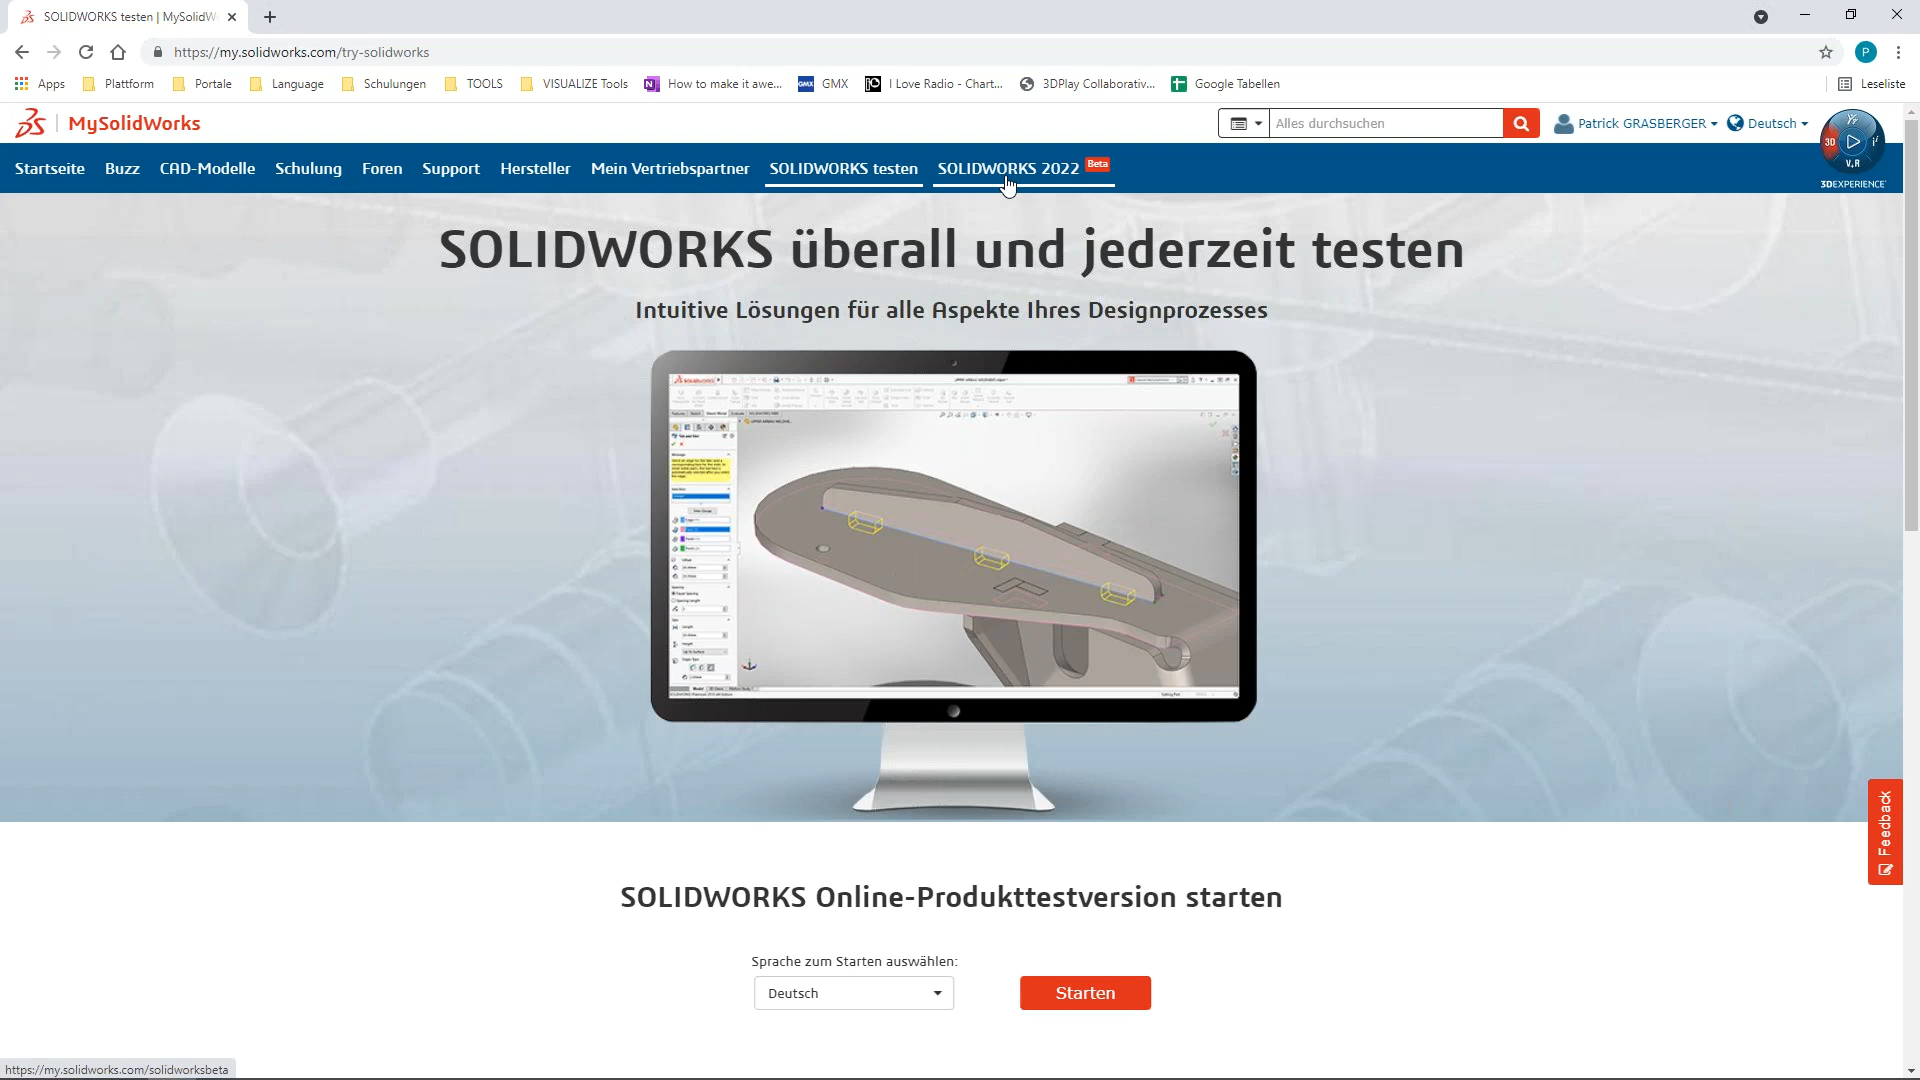 SOLIDWORKS testen | MySolidW
https://my.solidworks.com/try-solidworks
P
Apps
Plattform
Portale
Language
Schulungen
TOOLS
VISUALIZE Tools
How to make it awe...
GMX
I Love Radio - Chart...
3DPlay Collaborativ...
Google Tabellen
Leseliste
MySolidWorks
Alles durchsuchen
Patrick GRASBERGER
Deutsch
3D
V.R
3DEXPERIENCE
Startseite
Buzz
CAD-Modelle
Schulung
Foren
Support
Hersteller
Mein Vertriebspartner
SOLIDWORKS testen
SOLIDWORKS 2022
Beta
SOLIDWORKS überall und jederzeit testen
Intuitive Lösungen für alle Aspekte Ihres Designprozesses
SOLIDWORKS
Feedback
SOLIDWORKS Online-Produkttestversion starten
Sprache zum Starten auswählen:
Deutsch
Starten
https://my.solidworks.com/solidworksbeta